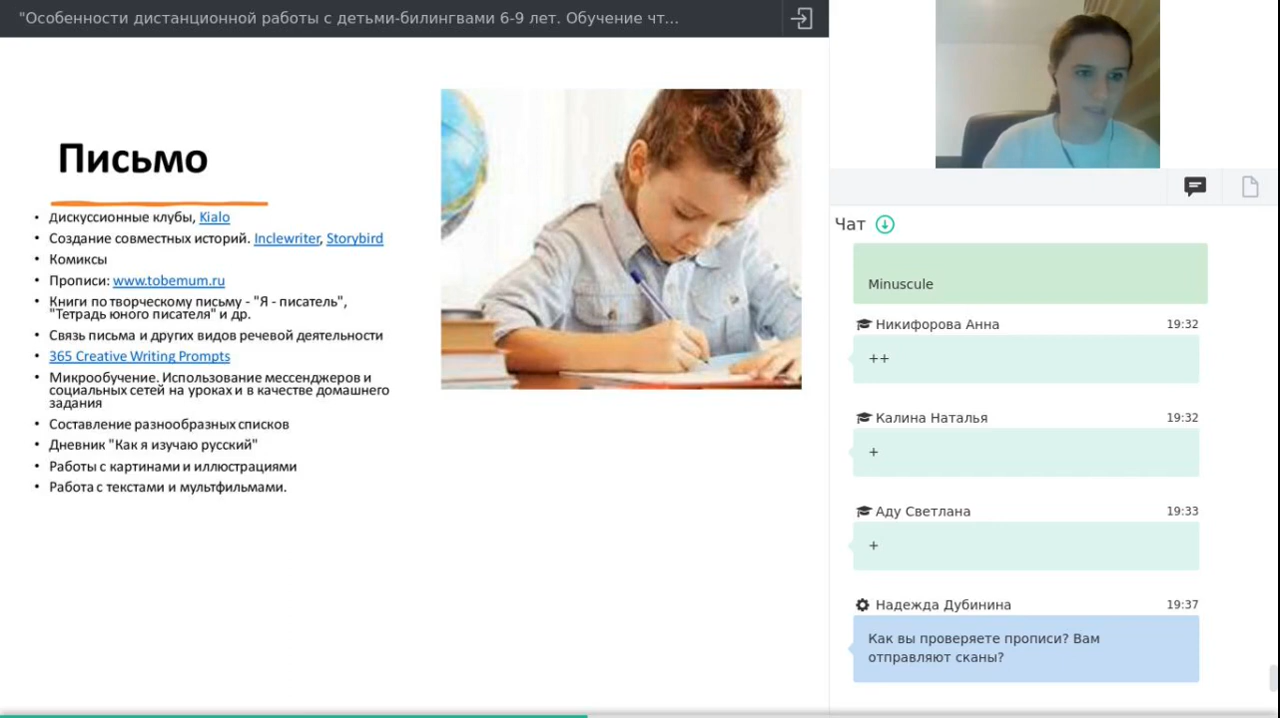 "Особенности дистанционной работы с детьми-билингвами 6-9 лет. Обучение чт...
Письмо
• Дискуссионные клубы, Kialo
• Создание совместных историй. Inclewriter, Storybird
• Комиксы
• Прописи: www.tobemum.ru
• Книги по творческому письму - "Я - писатель",
"Тетрадь юного писателя" и др.
• Связь письма и других видов речевой деятельности
• 365 Creative Writing Prompts
• Микрообучение. Использование мессенджеров и
социальных сетей на уроках и в качестве домашнего
задания
• Составление разнообразных списков
• Дневник "Как я изучаю русский"
• Работы с картинами и иллюстрациями
• Работа с текстами и мультфильмами.
Чат
Minuscule
Никифорова Анна 19:32
++
Калина Наталья 19:32
+
Аду Светлана 19:33
+
Надежда Дубинина 19:37
Как вы проверяете прописи? Вам
отправляют сканы?